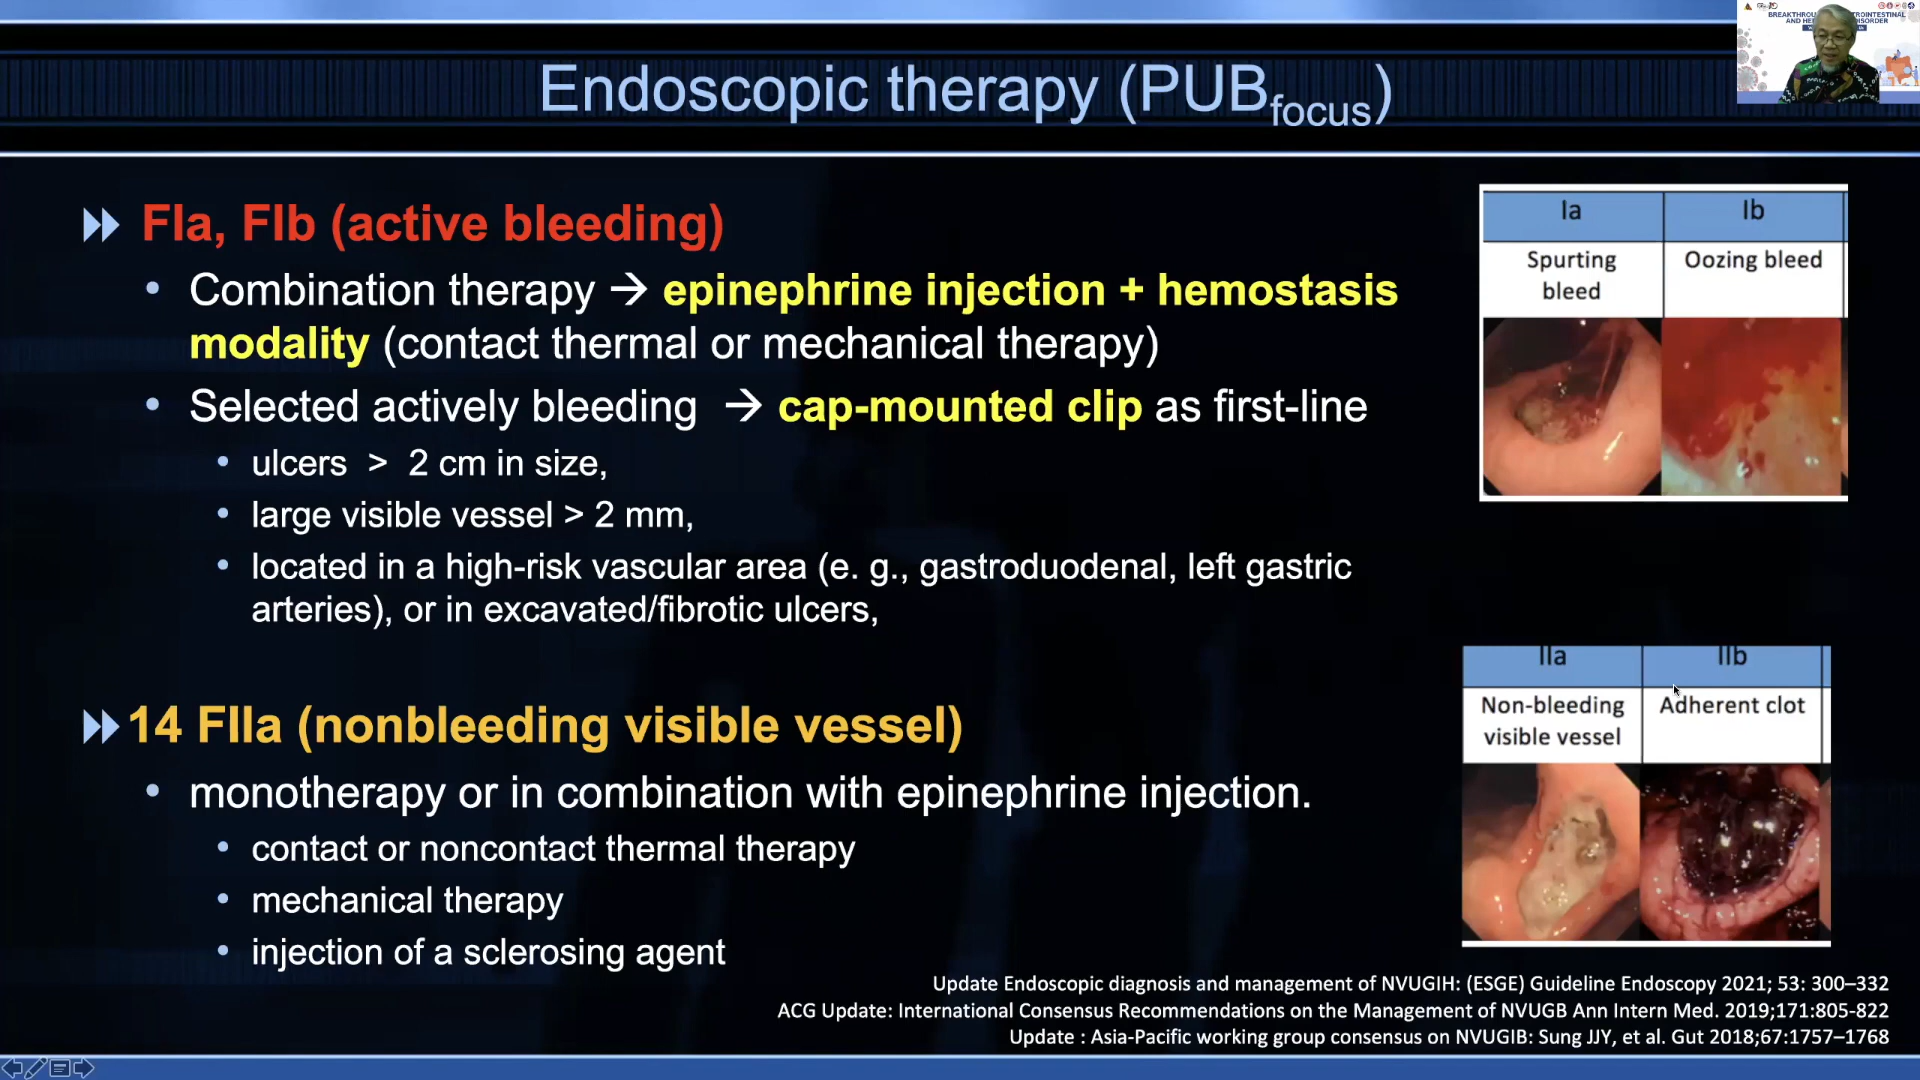 BREAKTHROU
TROINTESTINAL
AND HE
DISORDER
Endoscopic therapy (PUBfocus)
FIa, FIb (active bleeding)
• Combination therapy → epinephrine injection + hemostasis
modality (contact thermal or mechanical therapy)
• Selected actively bleeding → cap-mounted clip as first-line
• ulcers > 2 cm in size,
• large visible vessel > 2 mm,
• located in a high-risk vascular area (e. g., gastroduodenal, left gastric
arteries), or in excavated/fibrotic ulcers,
Ia Ib
Spurting
bleed
Oozing bleed
14 FIIa (nonbleeding visible vessel)
• monotherapy or in combination with epinephrine injection.
• contact or noncontact thermal therapy
• mechanical therapy
• injection of a sclerosing agent
IIa IIb
Non-bleeding
visible vessel
Adherent clot
Update Endoscopic diagnosis and management of NVUGIH: (ESGE) Guideline Endoscopy 2021; 53: 300–332
ACG Update: International Consensus Recommendations on the Management of NVUGB Ann Intern Med. 2019;171:805-822
Update : Asia-Pacific working group consensus on NVUGIB: Sung JJY, et al. Gut 2018;67:1757–1768